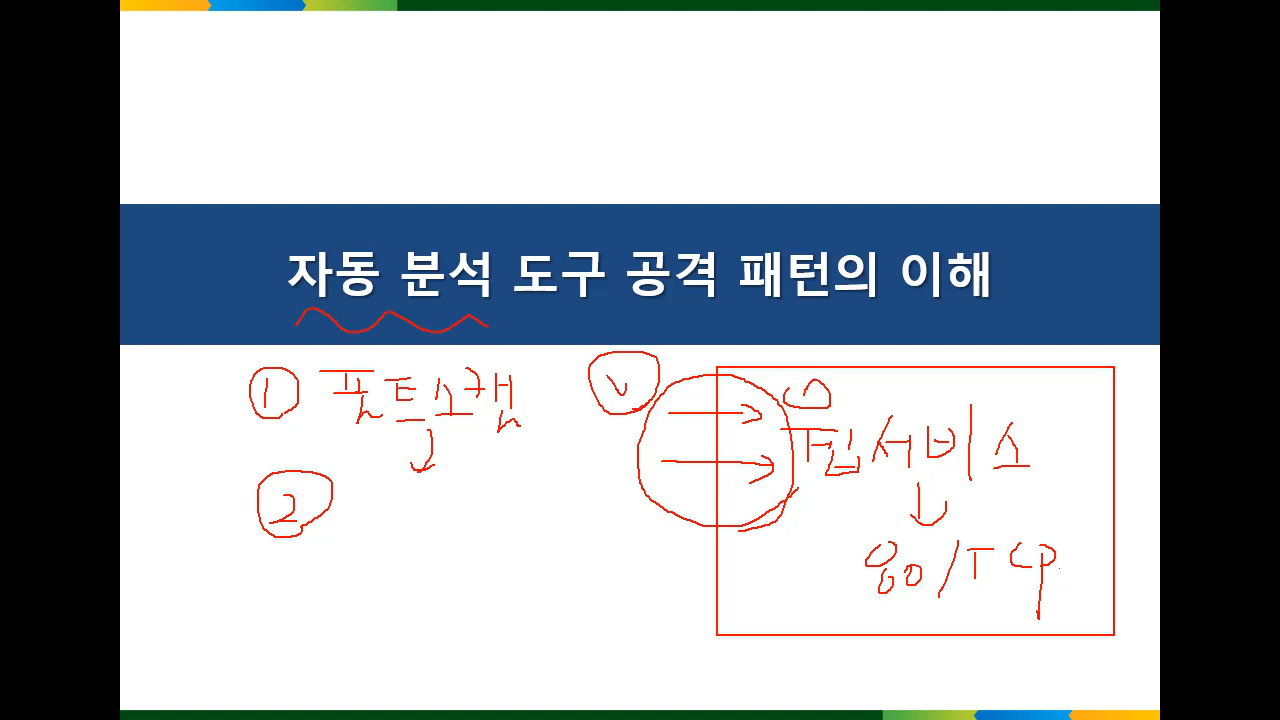 자동 분석 도구 공격 패턴의 이해
① 포트스캔
②
웹서비스
80/TCP